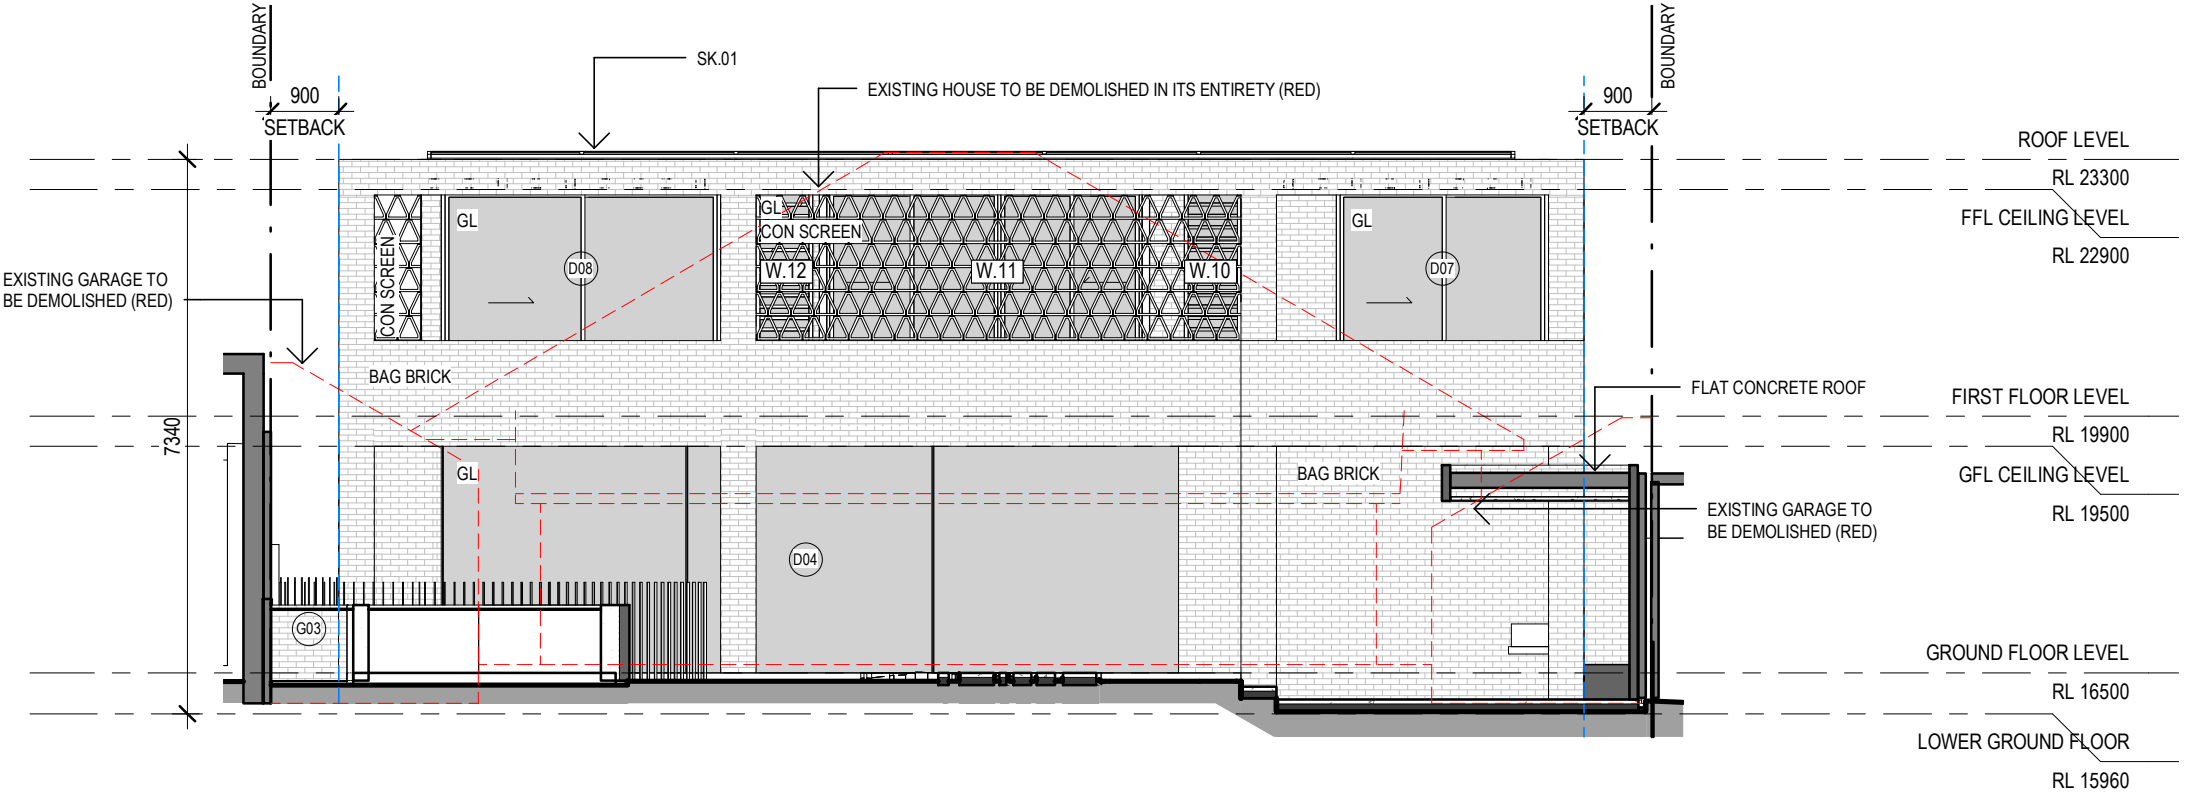 BOUNDARY
BOUNDARY
SK.01
EXISTING HOUSE TO BE DEMOLISHED IN ITS ENTIRETY (RED)
900
SETBACK
900
SETBACK
ROOF LEVEL
RL 23300
FFL CEILING LEVEL
RL 22900
GL
GL
CON SCREEN
GL
CON SCREEN
D08
W.12
W.11
W.10
D07
EXISTING GARAGE TO
BE DEMOLISHED (RED)
BAG BRICK
FLAT CONCRETE ROOF
FIRST FLOOR LEVEL
RL 19900
7340
GL
BAG BRICK
GFL CEILING LEVEL
RL 19500
EXISTING GARAGE TO
BE DEMOLISHED (RED)
D04
G03
GROUND FLOOR LEVEL
RL 16500
LOWER GROUND FLOOR
RL 15960